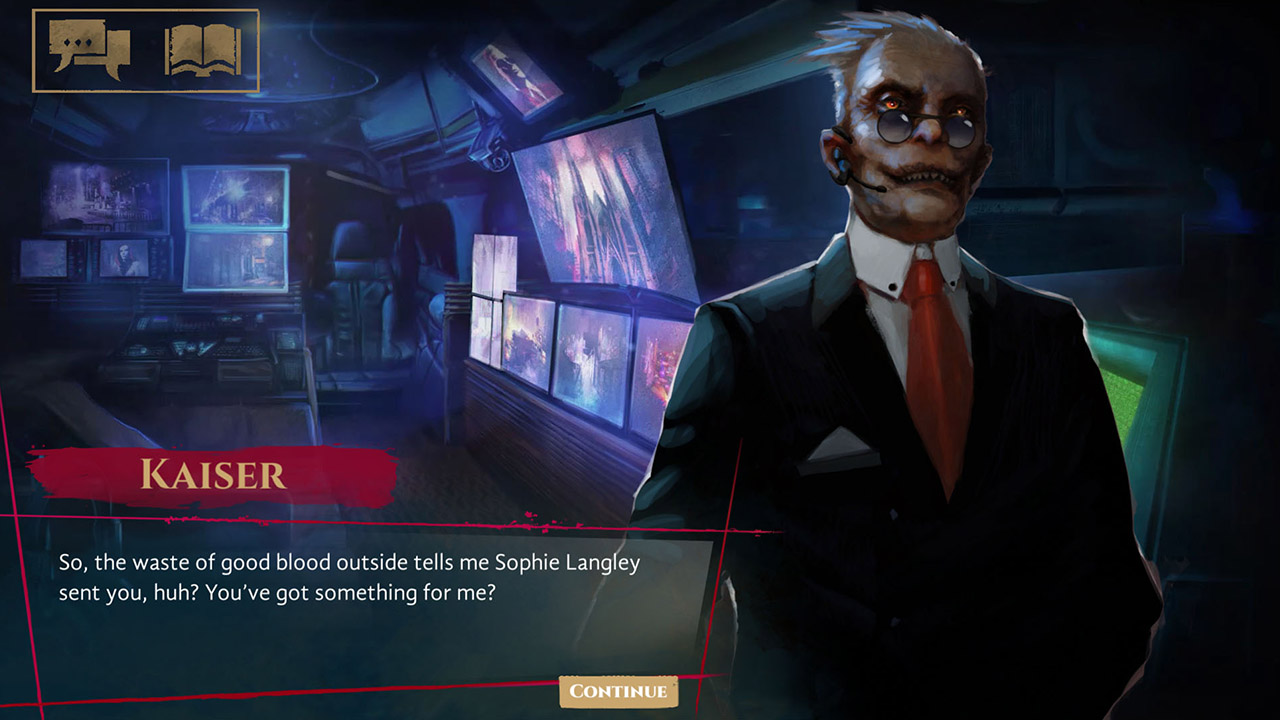 Kaiser
So, the waste of good blood outside tells me Sophie Langley
sent you, huh? You’ve got something for me?
Continue